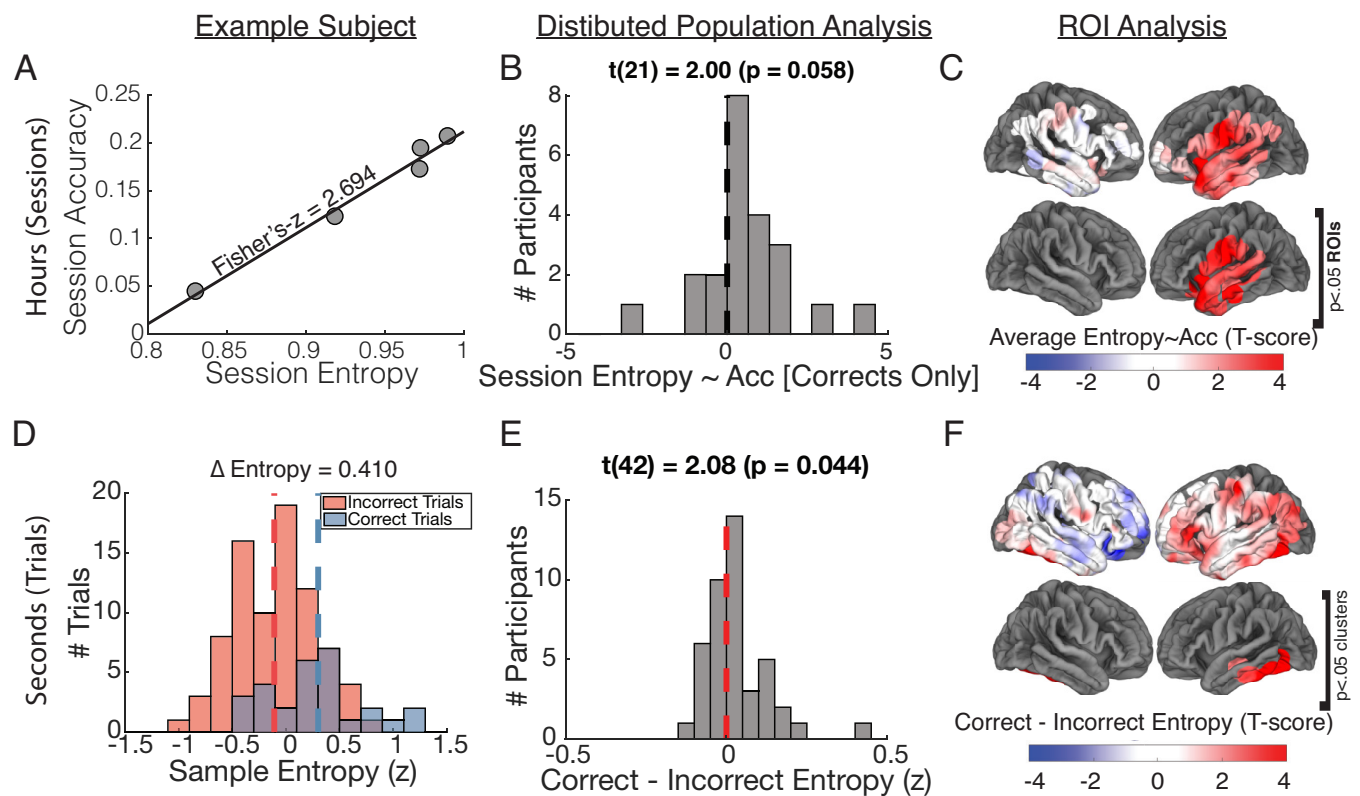 Example Subject
Distibuted Population Analysis
ROI Analysis
A
Hours (Sessions)
Session Accuracy
0.25
0.2
0.15
0.1
0.05
0
Fisher's-z = 2.694
0.8 0.85 0.9 0.95 1
Session Entropy
B
t(21) = 2.00 (p = 0.058)
# Participants
8
6
4
2
0
-5 0 5
Session Entropy ~ Acc [Corrects Only]
C
p<.05 ROIs
Average Entropy~Acc (T-score)
-4 -2 0 2 4
D
Δ Entropy = 0.410
Seconds (Trials)
# Trials
20
15
10
5
0
Incorrect Trials
Correct Trials
-1.5 -1 -0.5 0 0.5 1 1.5
Sample Entropy (z)
E
t(42) = 2.08 (p = 0.044)
# Participants
15
10
5
0
-0.5 0 0.5
Correct - Incorrect Entropy (z)
F
p<.05 clusters
Correct - Incorrect Entropy (T-score)
-4 -2 0 2 4